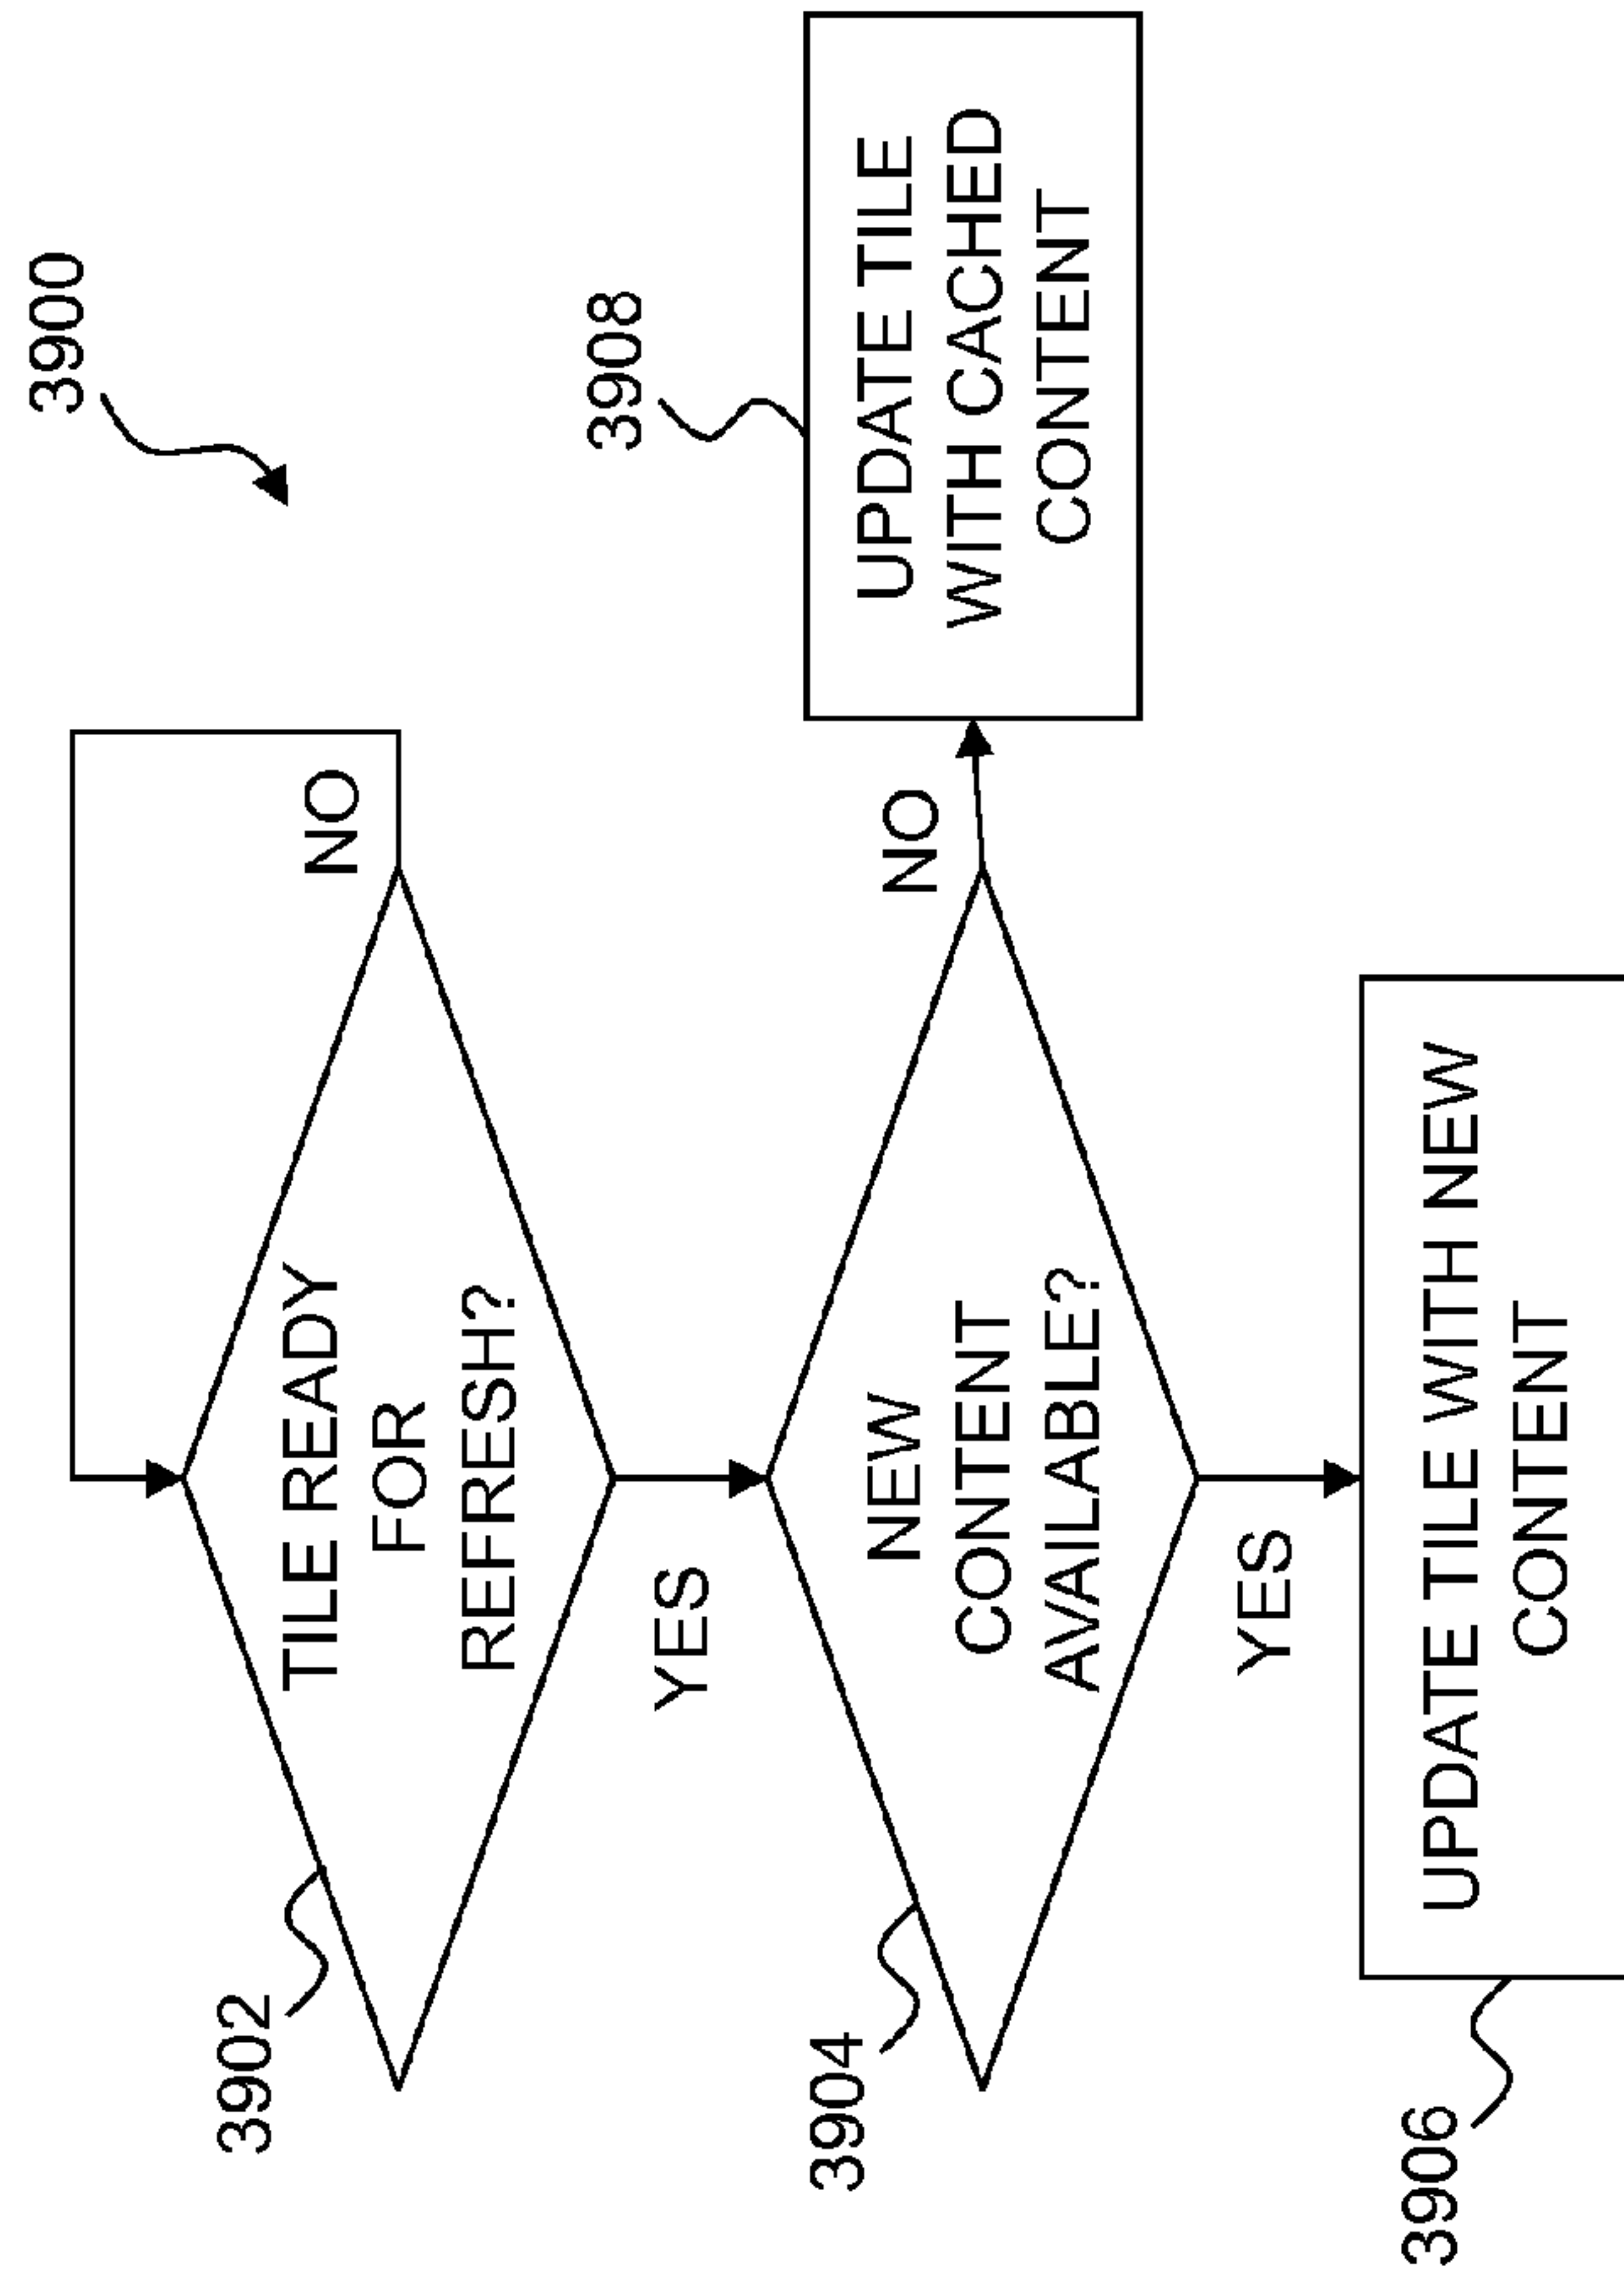 3900
3902
TILE READY
FOR
REFRESH?
NO
YES
3904
NEW
CONTENT
AVAILABLE?
NO
3908
UPDATE TILE
WITH CACHED
CONTENT
YES
3906
UPDATE TILE WITH NEW
CONTENT